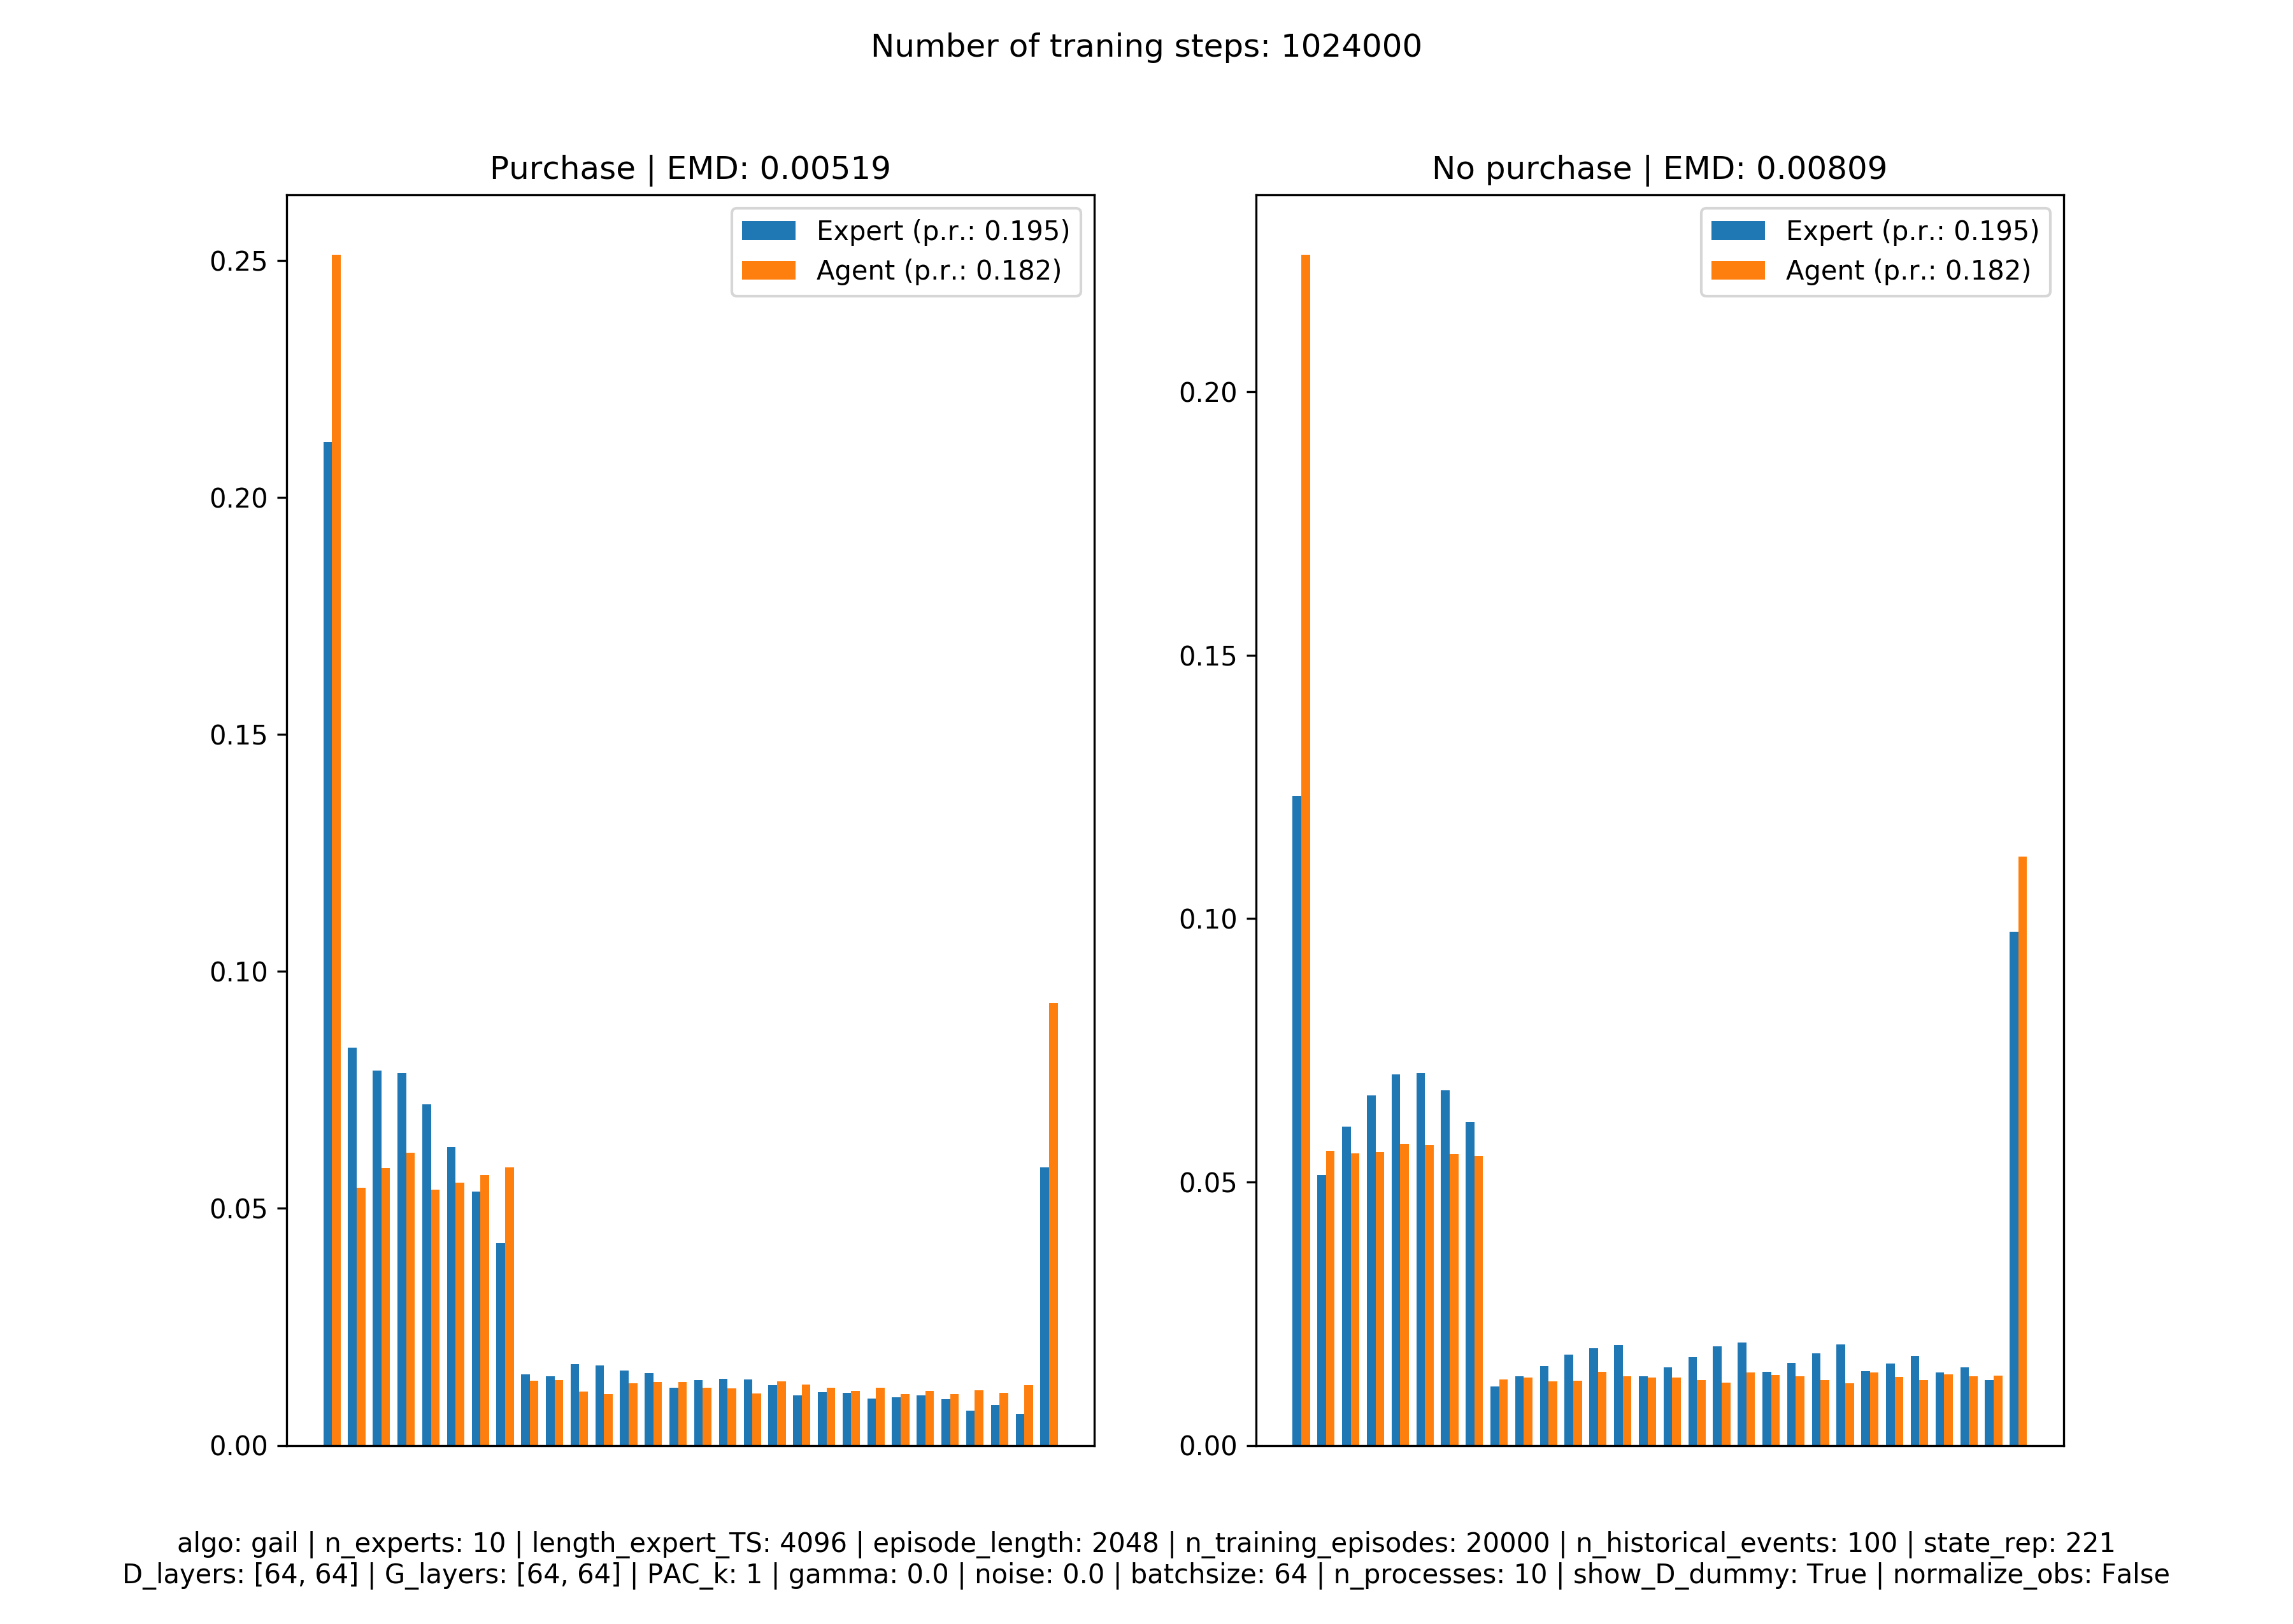 Number of traning steps: 1024000
Purchase | EMD: 0.00519
Expert (p.r.: 0.195)
Agent (p.r.: 0.182)
0.25
0.20
0.15
0.10
0.05
0.00
No purchase | EMD: 0.00809
Expert (p.r.: 0.195)
Agent (p.r.: 0.182)
0.20
0.15
0.10
0.05
0.00
algo: gail | n_experts: 10 | length_expert_TS: 4096 | episode_length: 2048 | n_training_episodes: 20000 | n_historical_events: 100 | state_rep: 221
D_layers: [64, 64] | G_layers: [64, 64] | PAC_k: 1 | gamma: 0.0 | noise: 0.0 | batchsize: 64 | n_processes: 10 | show_D_dummy: True | normalize_obs: False